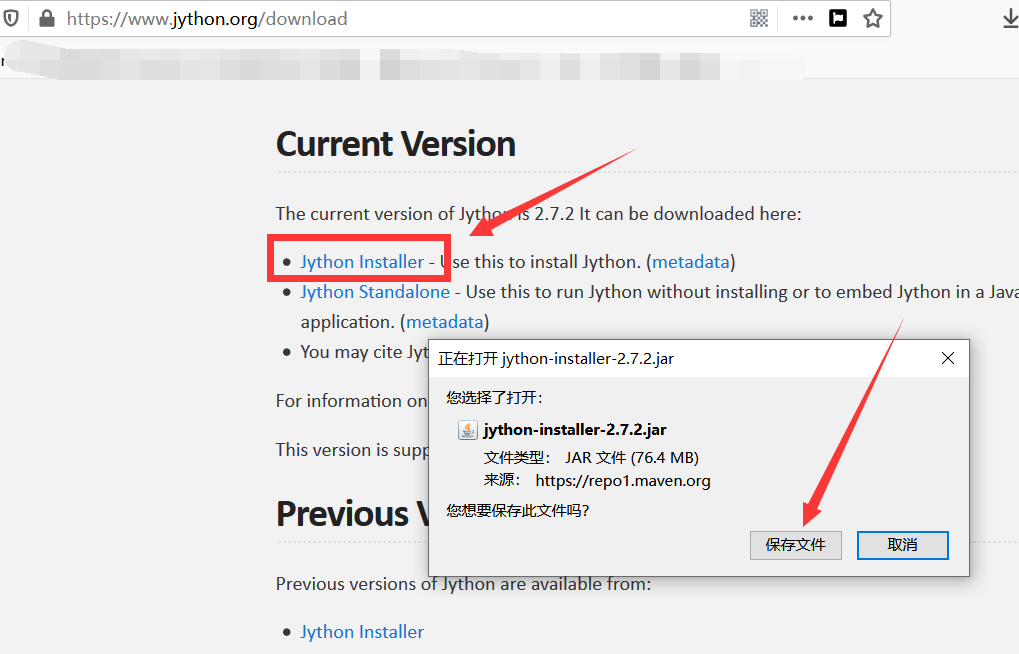 https://www.jython.org/download
Current Version
The current version of Jython is 2.7.2 It can be downloaded here:
Jython Installer - Use this to install Jython. (metadata)
Jython Standalone - Use this to run Jython without installing or to embed Jython in a Java
application. (metadata)
You may cite Jyt
For information on
This version is supp
正在打开 jython-installer-2.7.2.jar
您选择了打开:
jython-installer-2.7.2.jar
文件类型: JAR 文件 (76.4 MB)
来源: https://repo1.maven.org
您想要保存此文件吗?
保存文件
取消
Previous
Previous versions of Jython are available from:
Jython Installer